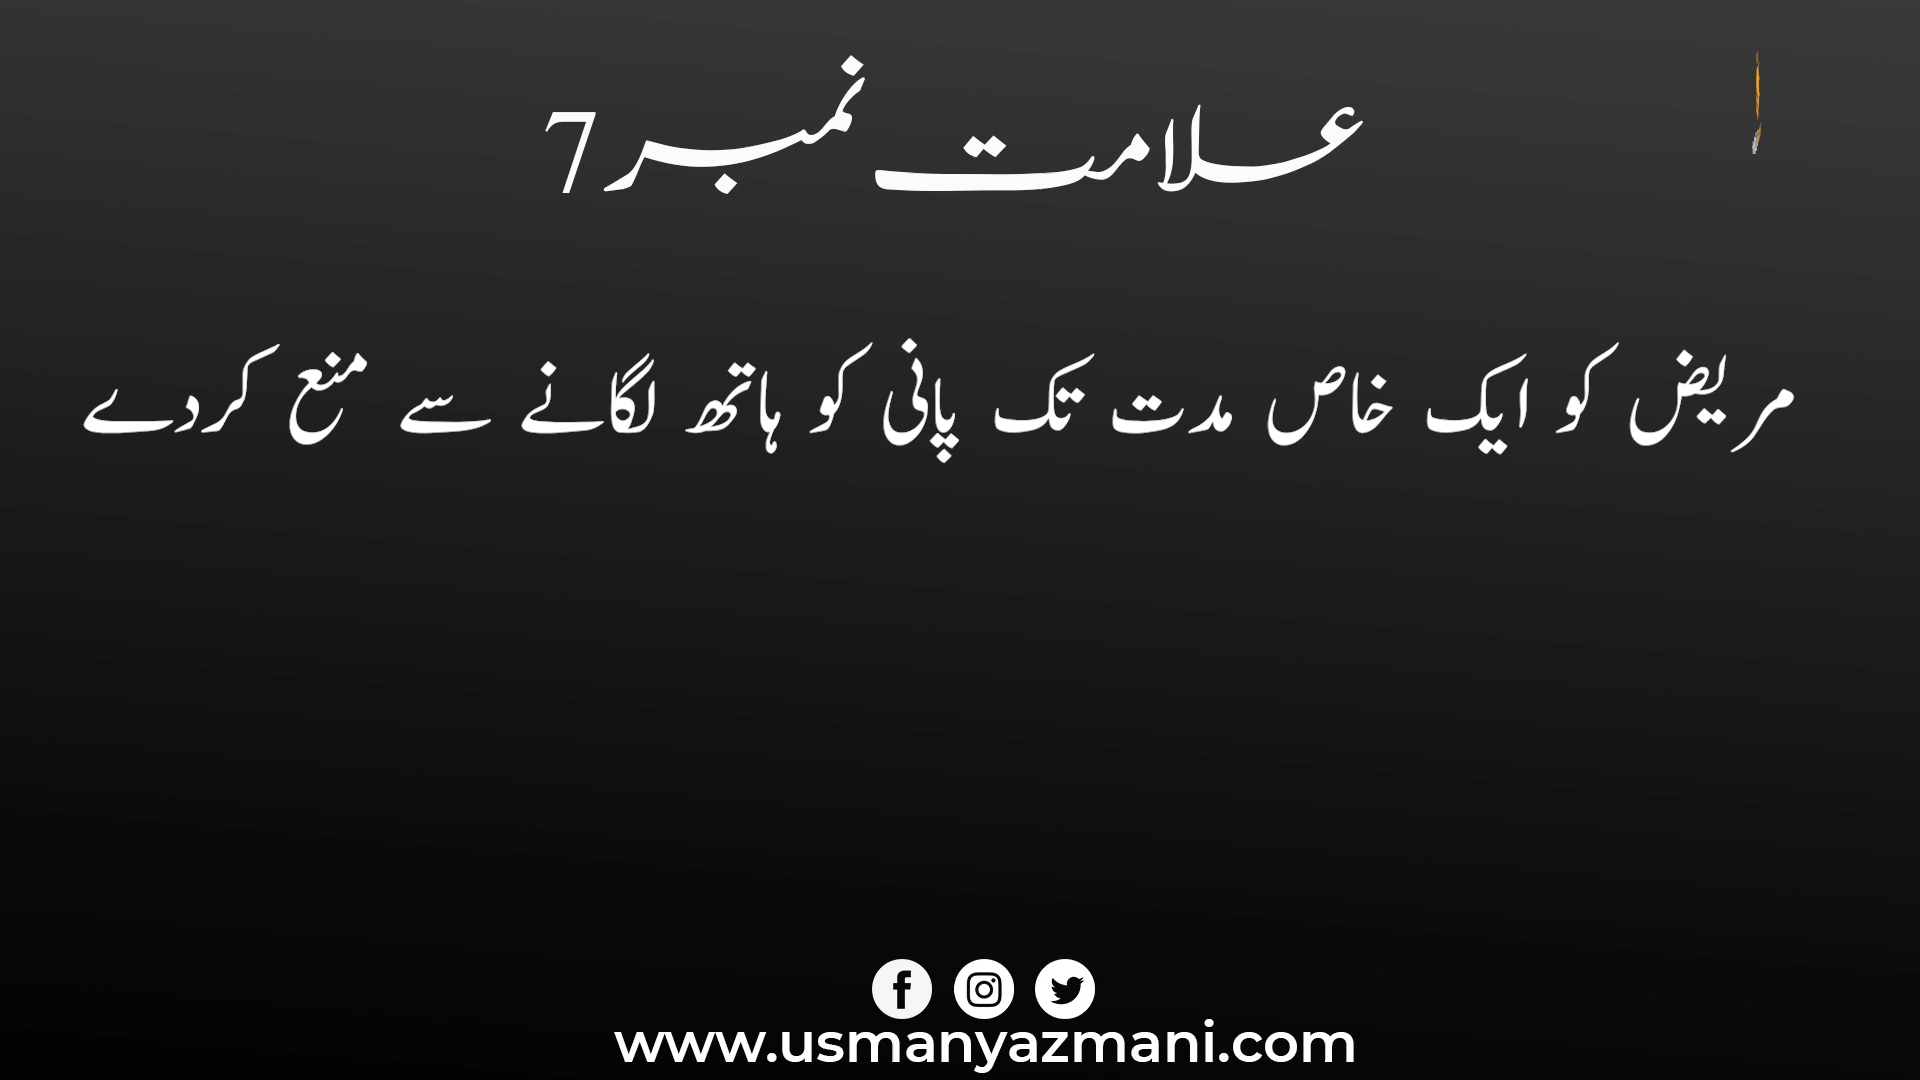 علامت نمبر 7
مریض کو ایک خاص مدت تک پانی کو ہاتھ لگانے سے منع کردے
www.usmanyazmani.com